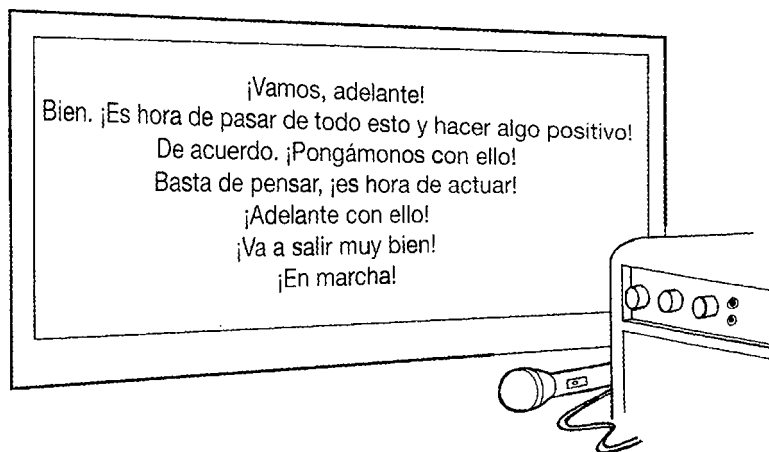 ¡Vamos, adelante!
Bien. ¡Es hora de pasar de todo esto y hacer algo positivo!
De acuerdo. ¡Pongámonos con ello!
Basta de pensar, ¡es hora de actuar!
¡Adelante con ello!
¡Va a salir muy bien!
¡En marcha!